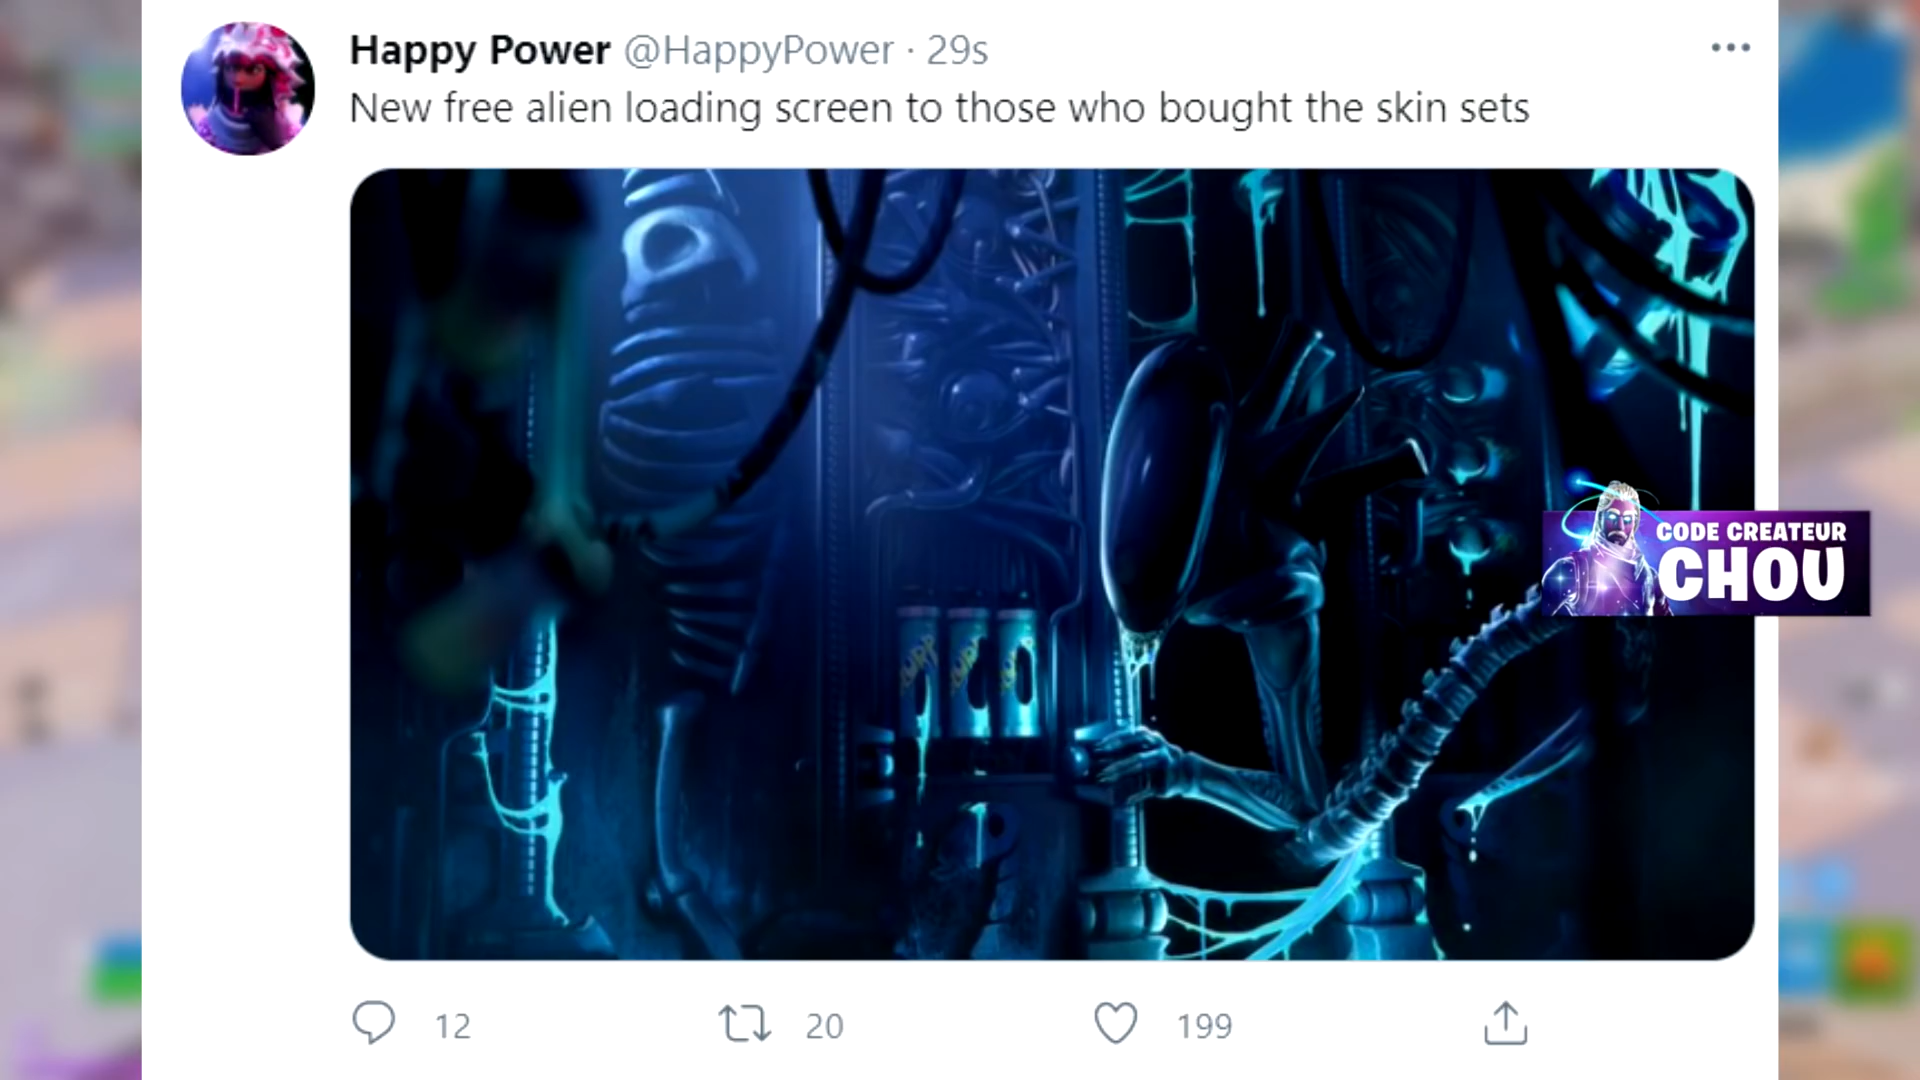 Happy Power @HappyPower · 29s
New free alien loading screen to those who bought the skin sets
CODE CREATEUR
CHOU
12 20 199